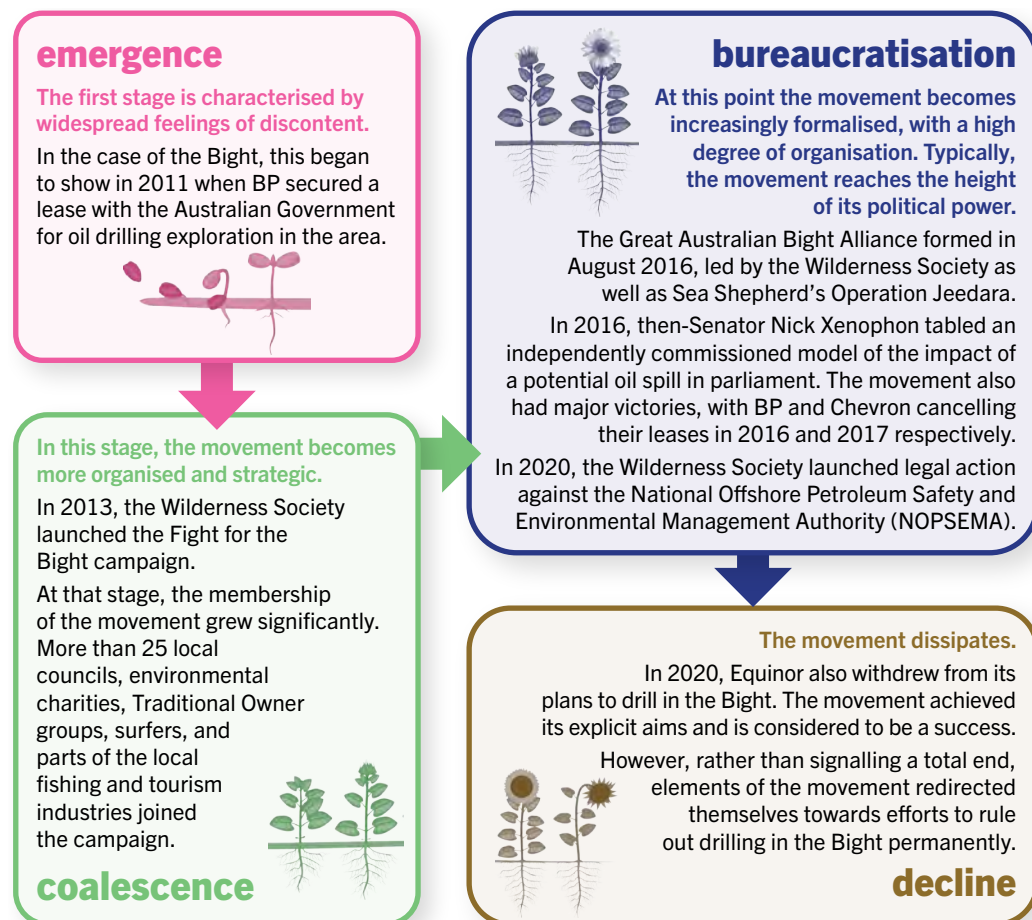 emergence
The first stage is characterised by
widespread feelings of discontent.
In the case of the Bight, this began
to show in 2011 when BP secured a
lease with the Australian Government
for oil drilling exploration in the area.
In this stage, the movement becomes
more organised and strategic.
In 2013, the Wilderness Society
launched the Fight for the
Bight campaign.
At that stage, the membership
of the movement grew significantly.
More than 25 local
councils, environmental
charities, Traditional Owner
groups, surfers, and
parts of the local
fishing and tourism
industries joined
the campaign.
coalescence
bureaucratisation
At this point the movement becomes
increasingly formalised, with a high
degree of organisation. Typically,
the movement reaches the height
of its political power.
The Great Australian Bight Alliance formed in
August 2016, led by the Wilderness Society as
well as Sea Shepherd’s Operation Jeedara.
In 2016, then-Senator Nick Xenophon tabled an
independently commissioned model of the impact of
a potential oil spill in parliament. The movement also
had major victories, with BP and Chevron cancelling
their leases in 2016 and 2017 respectively.
In 2020, the Wilderness Society launched legal action
against the National Offshore Petroleum Safety and
Environmental Management Authority (NOPSEMA).
The movement dissipates.
In 2020, Equinor also withdrew from its
plans to drill in the Bight. The movement achieved
its explicit aims and is considered to be a success.
However, rather than signalling a total end,
elements of the movement redirected
themselves towards efforts to rule
out drilling in the Bight permanently.
decline